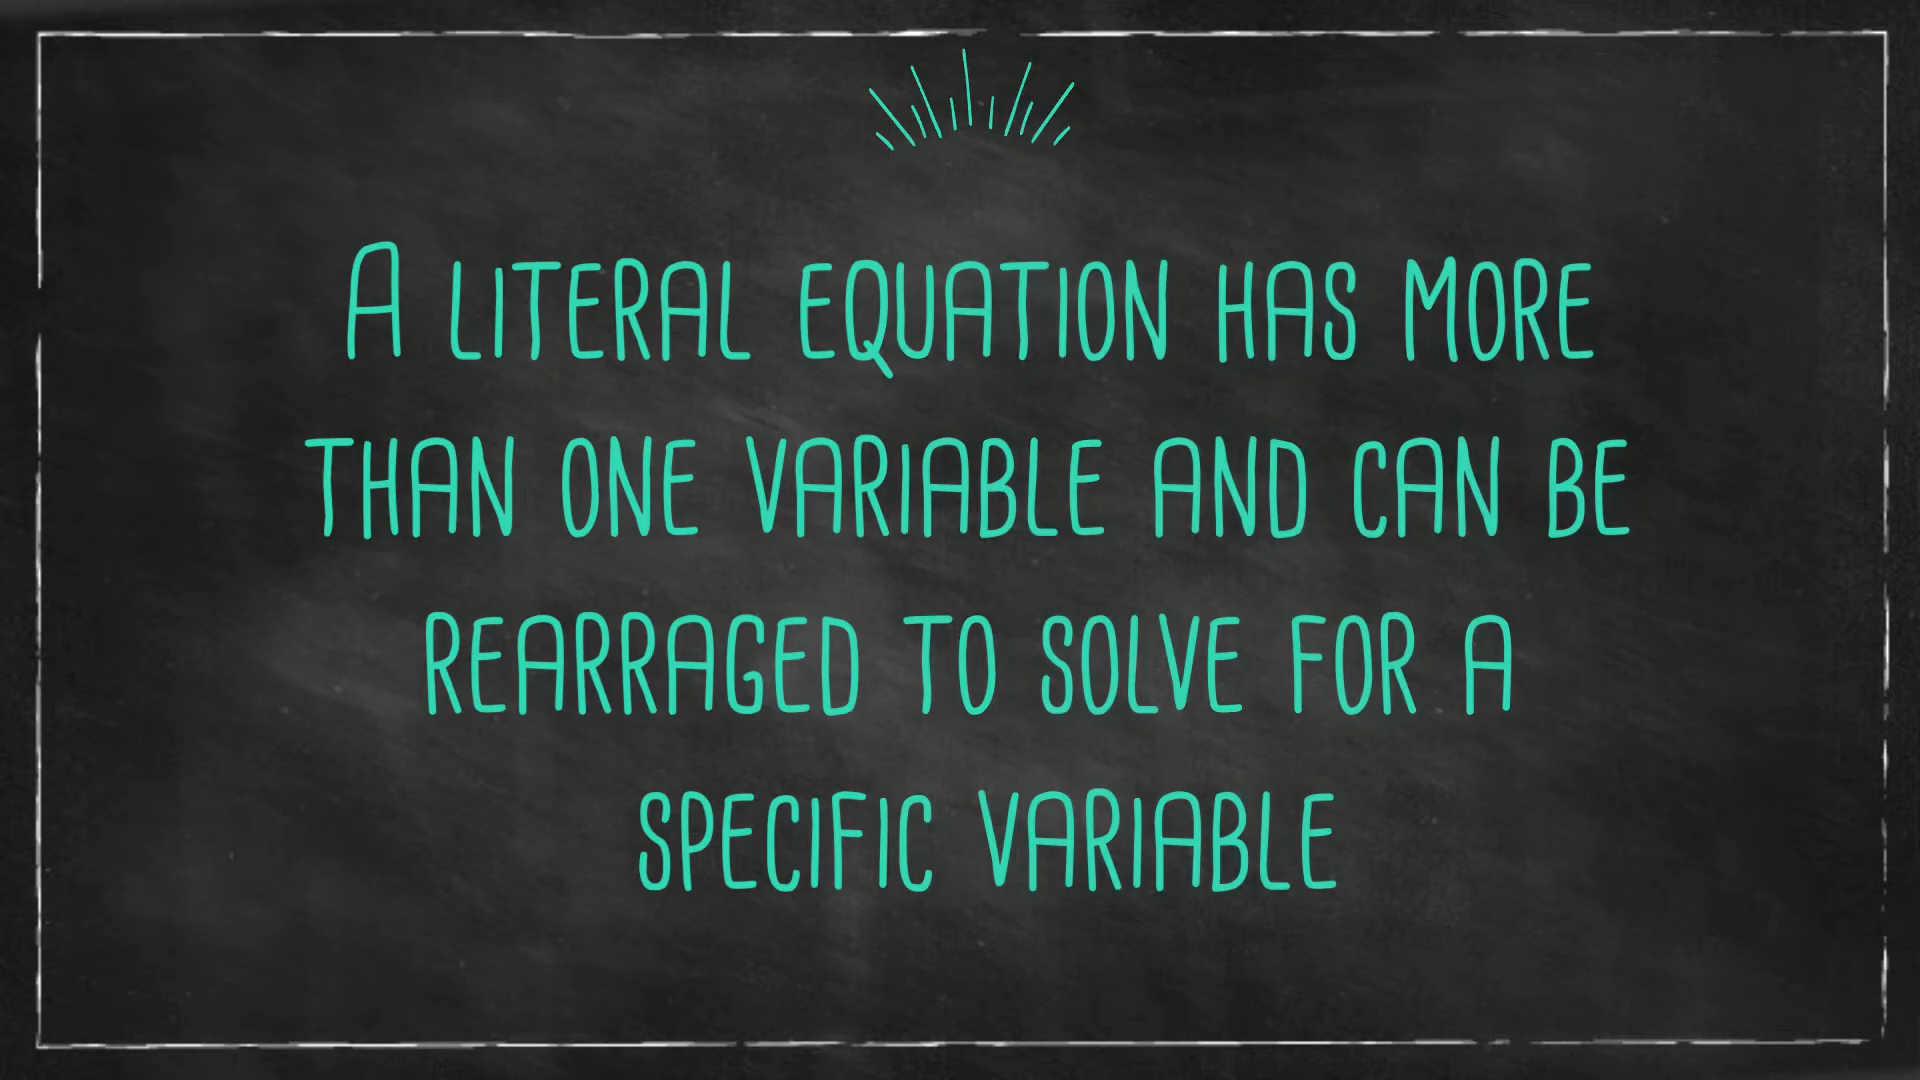 A LITERAL EQUATION HAS MORE
THAN ONE VARIABLE AND CAN BE
REARRAGED TO SOLVE FOR A
SPECIFIC VARIABLE